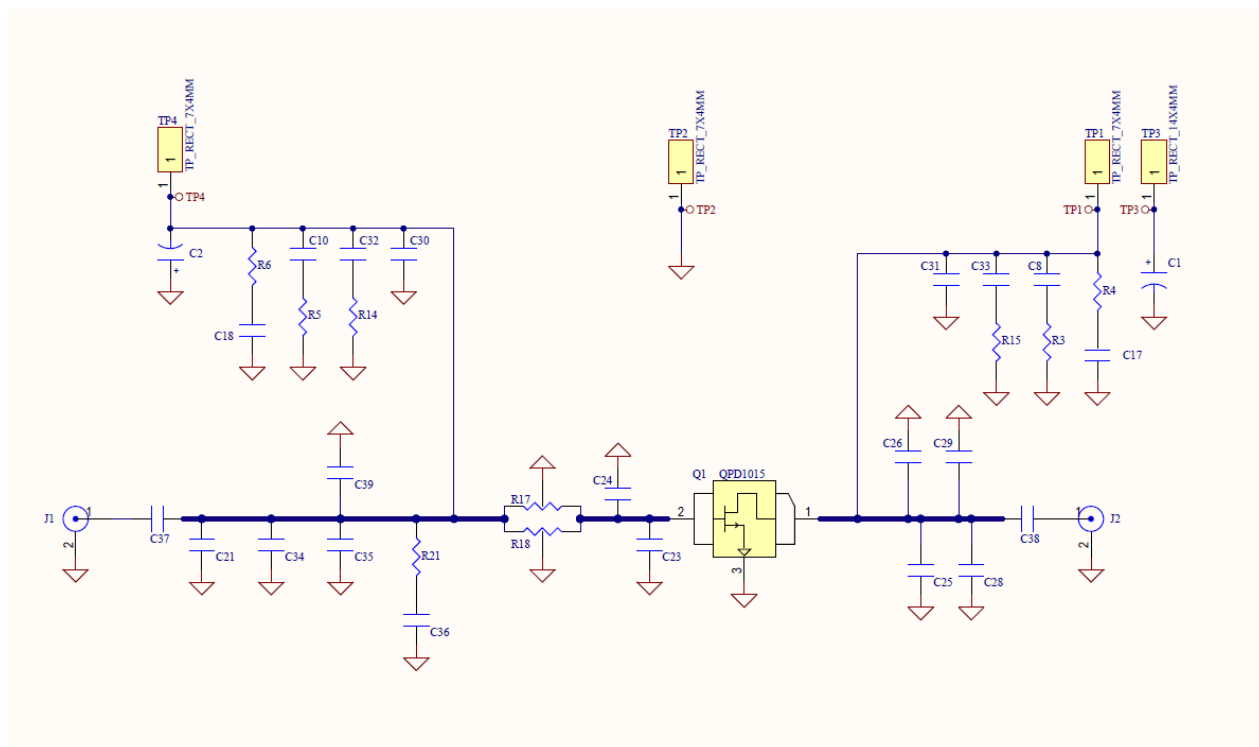 TP4
TP_RECT_7X4MM
1
1
TP4
TP2
TP_RECT_7X4MM
1
1
TP2
TP1
TP_RECT_7X4MM
1
1
TP1
TP3
TP_RECT_14X4MM
1
1
TP3
C2
+
R6
C10
C32
C30
C18
R5
R14
C31
C33
C8
R4
+
C1
R15
R3
C17
C39
R17
R18
C24
Q1
QPD1015
C26
C29
J1
1
2
C37
C21
C34
C35
R21
C36
C23
2
1
3
C25
C28
C38
1
2
J2